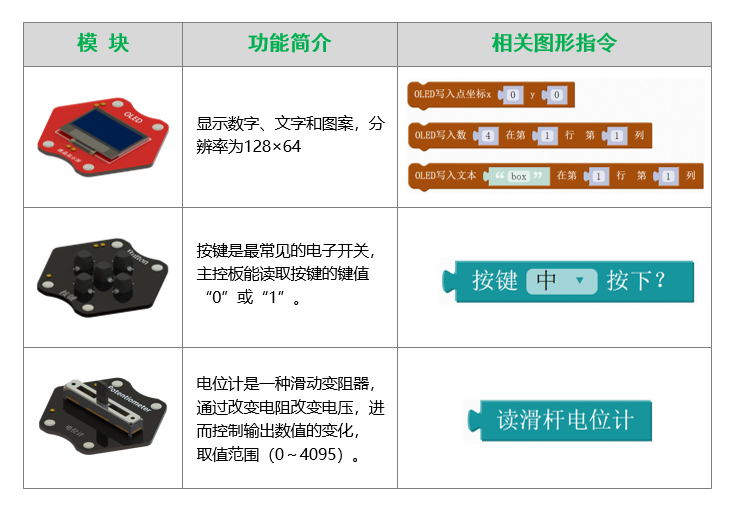 模 块 功能简介 相关图形指令
OLED
显示数字、文字和图案，分
辨率为128×64
OLED写入点坐标x 0 y 0
OLED写入数 4 在第 1 行 第 1 列
OLED写入文本 “ box ” 在第 1 行 第 1 列
Button
按键
按键是最常见的电子开关，
主控板能读取按键的键值
“0”或“1”。
按键 中 按下？
Potentiometer
电位计
电位计是一种滑动变阻器，
通过改变电阻改变电压，进
而控制输出数值的变化，
取值范围（0～4095）。
读滑杆电位计